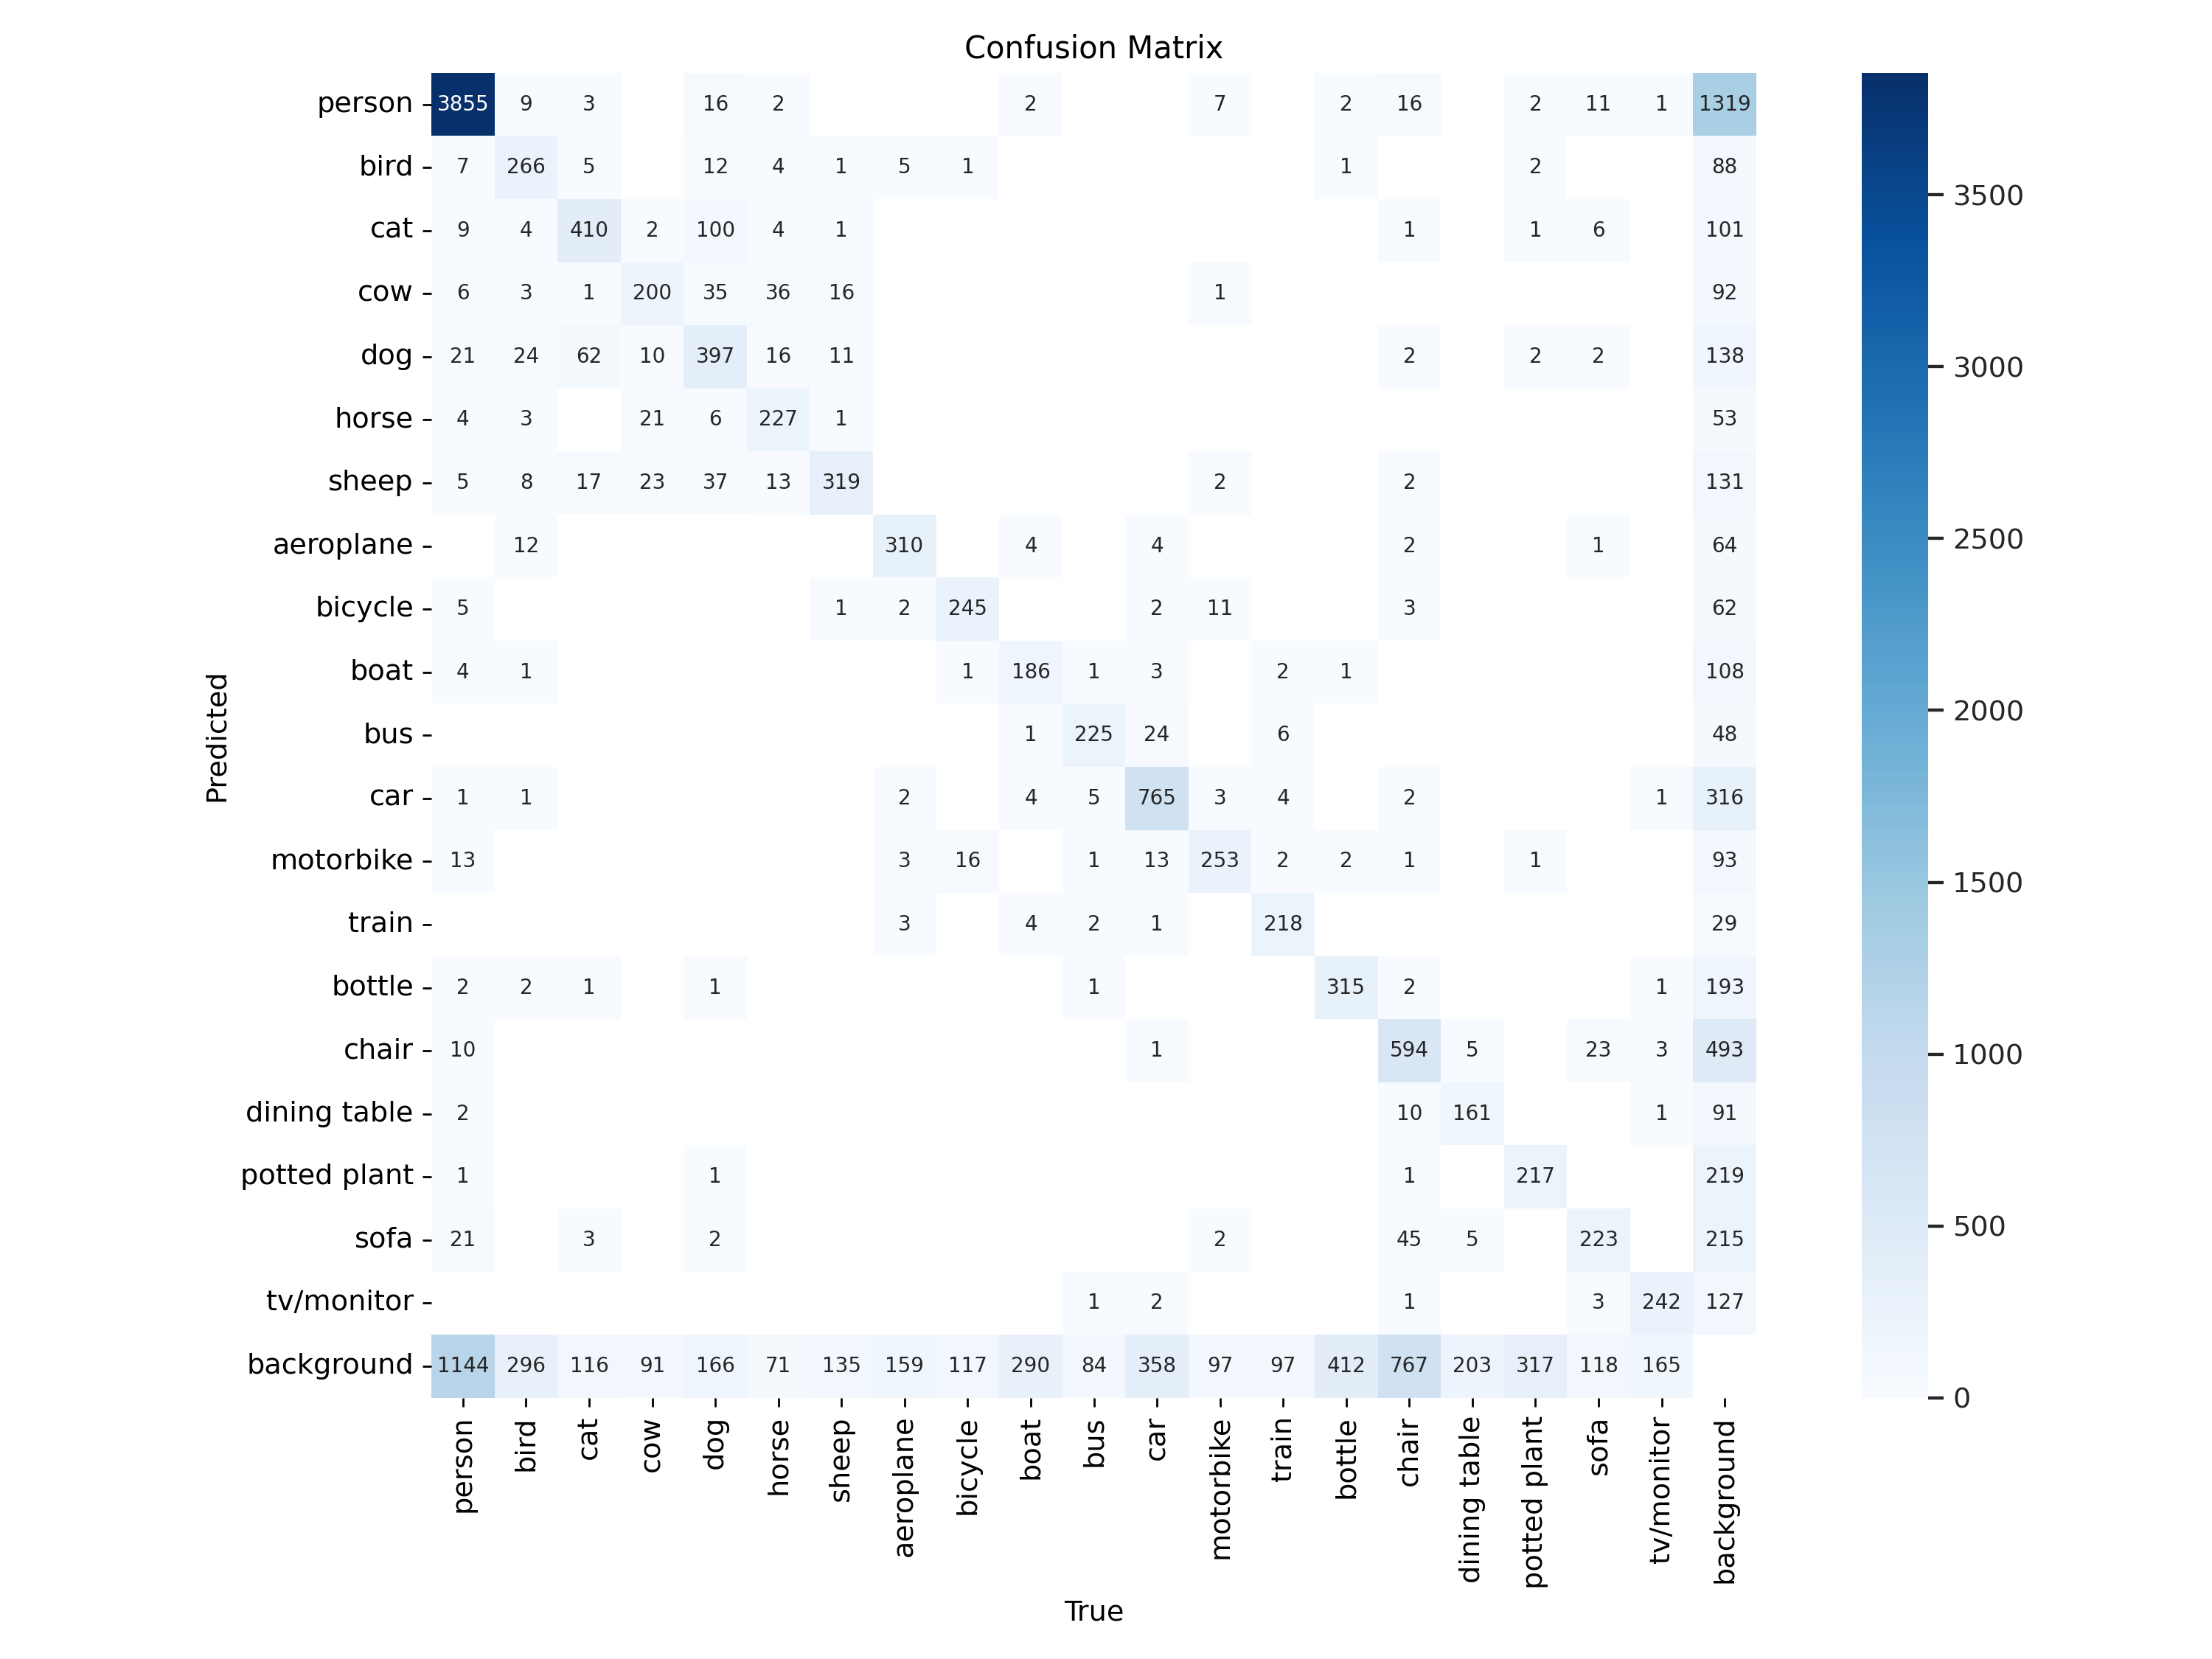 Confusion Matrix
person 3855 9 3 16 2 2 7 2 16 2 11 1 1319
bird 7 266 5 12 4 1 5 1 1 2 88
cat 9 4 410 2 100 4 1 1 1 6 101
cow 6 3 1 200 35 36 16 1 92
dog 21 24 62 10 397 16 11 2 2 2 138
horse 4 3 21 6 227 1 53
sheep 5 8 17 23 37 13 319 2 2 131
aeroplane 12 310 4 4 2 1 64
bicycle 5 1 2 245 2 11 3 62
boat 4 1 1 186 1 3 2 1 108
bus 1 225 24 6 48
car 1 1 2 4 5 765 3 4 2 1 316
motorbike 13 3 16 1 13 253 2 2 1 1 93
train 3 4 2 1 218 29
bottle 2 2 1 1 1 315 2 1 193
chair 10 1 594 5 23 3 493
dining table 2 10 161 1 91
potted plant 1 1 1 217 219
sofa 21 3 2 2 45 5 223 215
tv/monitor 1 2 1 3 242 127
background 1144 296 116 91 166 71 135 159 117 290 84 358 97 97 412 767 203 317 118 165
person bird cat cow dog horse sheep aeroplane bicycle boat bus car motorbike train bottle chair dining table potted plant sofa tv/monitor background
True
Predicted
3500
3000
2500
2000
1500
1000
500
0